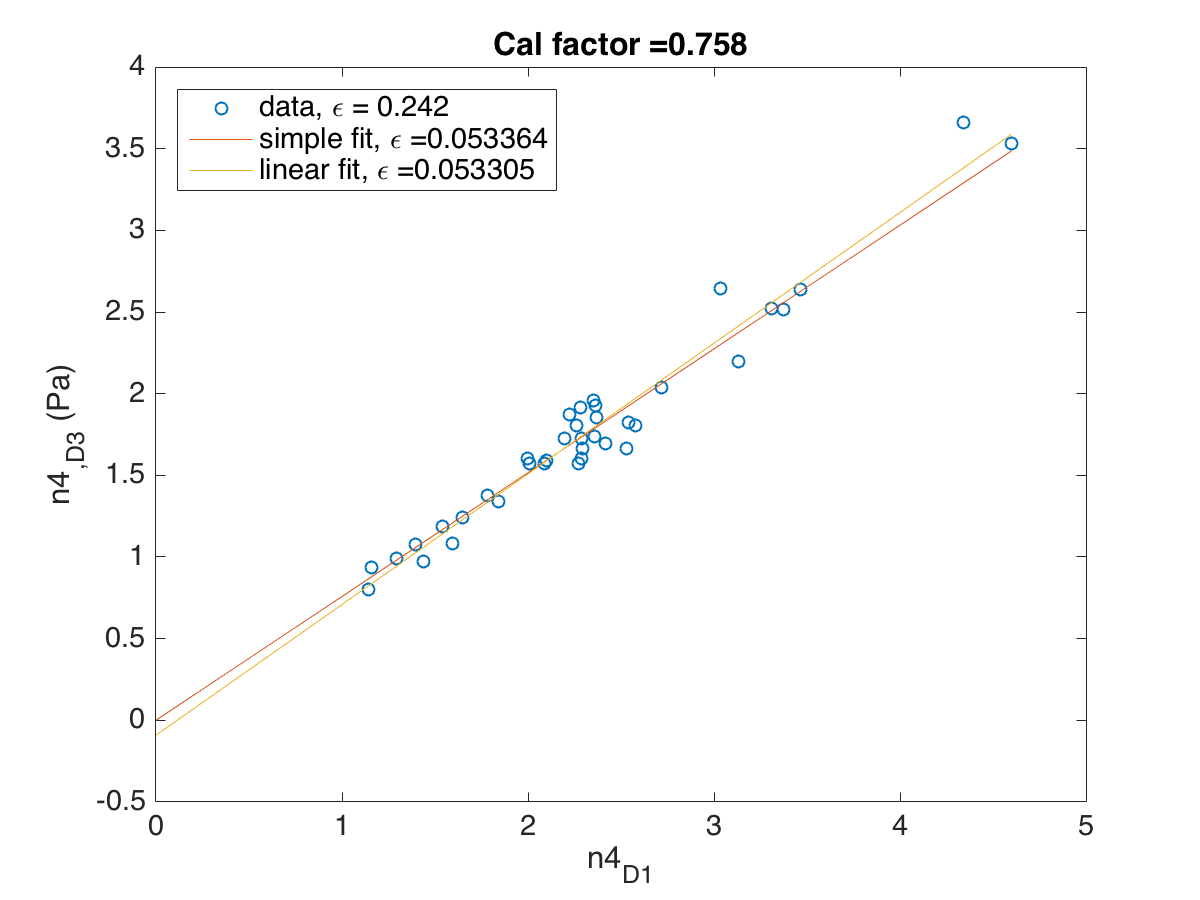 Cal factor =0.758
data, ϵ = 0.242
simple fit, ϵ =0.053364
linear fit, ϵ =0.053305
4
3.5
3
2.5
2
1.5
1
0.5
0
-0.5
n4,D3 (Pa)
0 1 2 3 4 5
n4D1